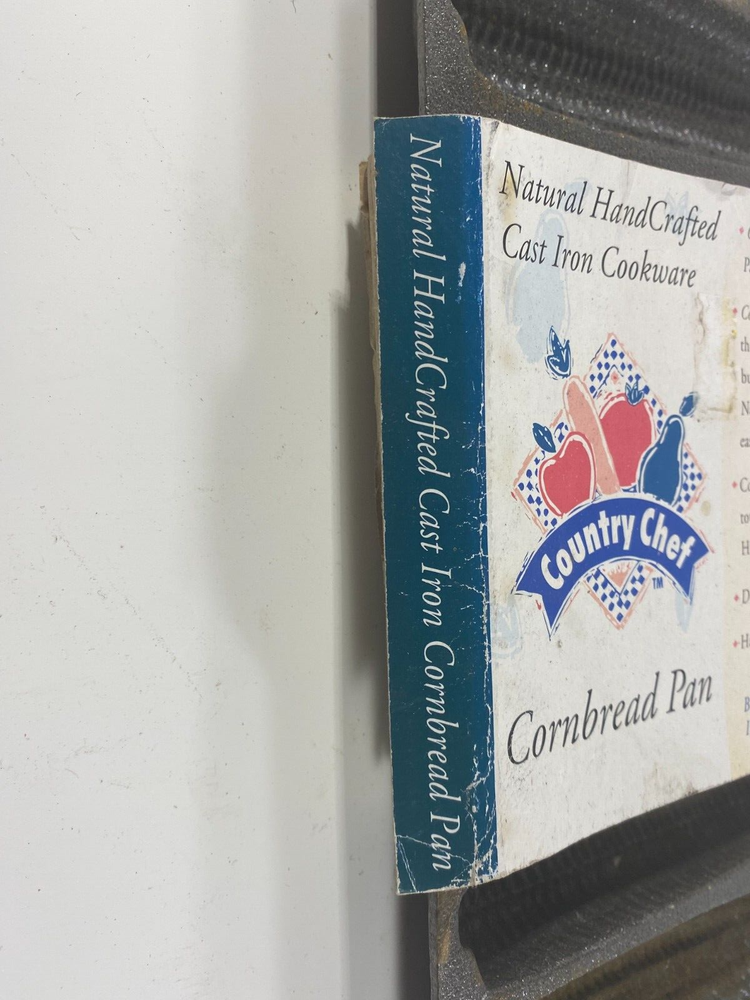 Natural HandCrafted Cast Iron Cornbread Pan
Natural HandCrafted
Cast Iron Cookware
Country Chef
TM
Cornbread Pan